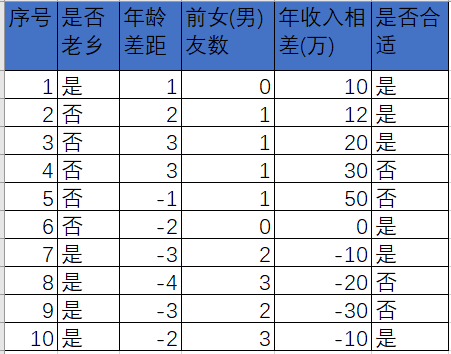 序号 是否老乡 年龄差距 前女(男)友数 年收入相差(万) 是否合适
1 是 1 0 10 是
2 否 2 1 12 是
3 否 3 1 20 是
4 否 3 1 30 否
5 否 -1 1 50 否
6 否 -2 0 0 是
7 是 -3 2 -10 是
8 是 -4 3 -20 否
9 是 -3 2 -30 否
10 是 -2 3 -10 是